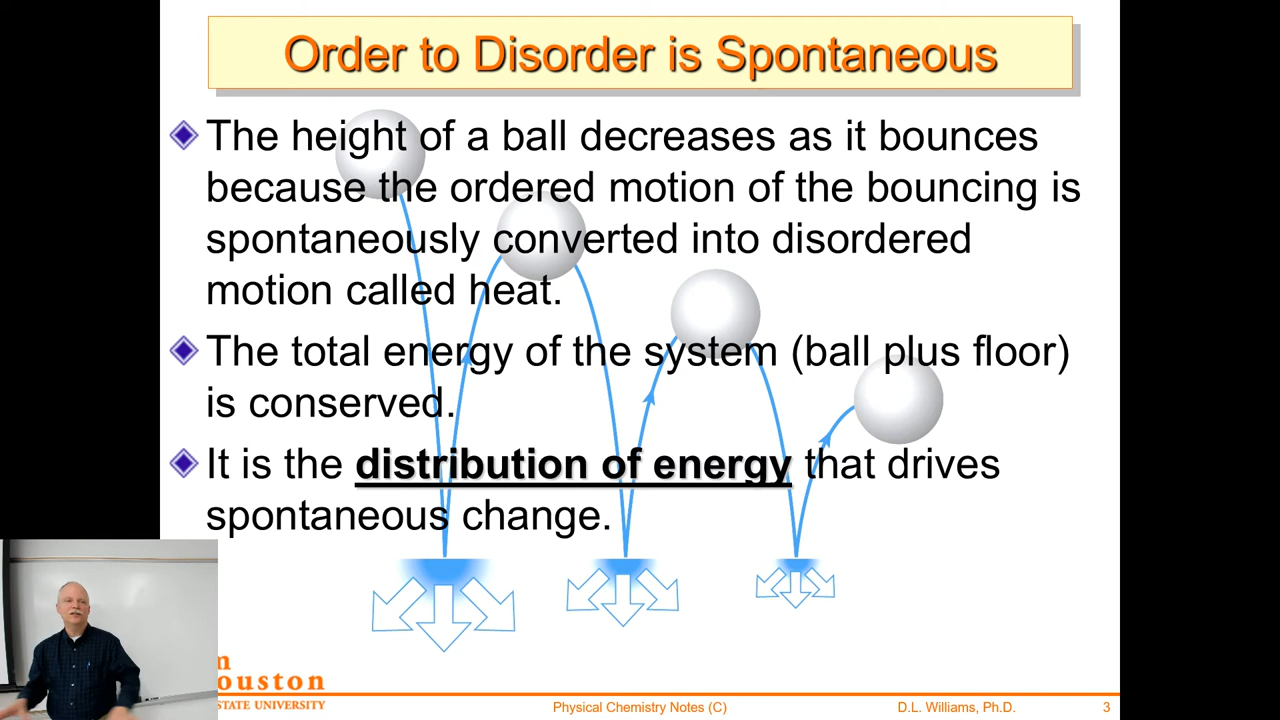 Order to Disorder is Spontaneous
The height of a ball decreases as it bounces
because the ordered motion of the bouncing is
spontaneously converted into disordered
motion called heat.
The total energy of the system (ball plus floor)
is conserved.
It is the distribution of energy that drives
spontaneous change.
ouston
STATE UNIVERSITY
Physical Chemistry Notes (C)
D.L. Williams, Ph.D.
3